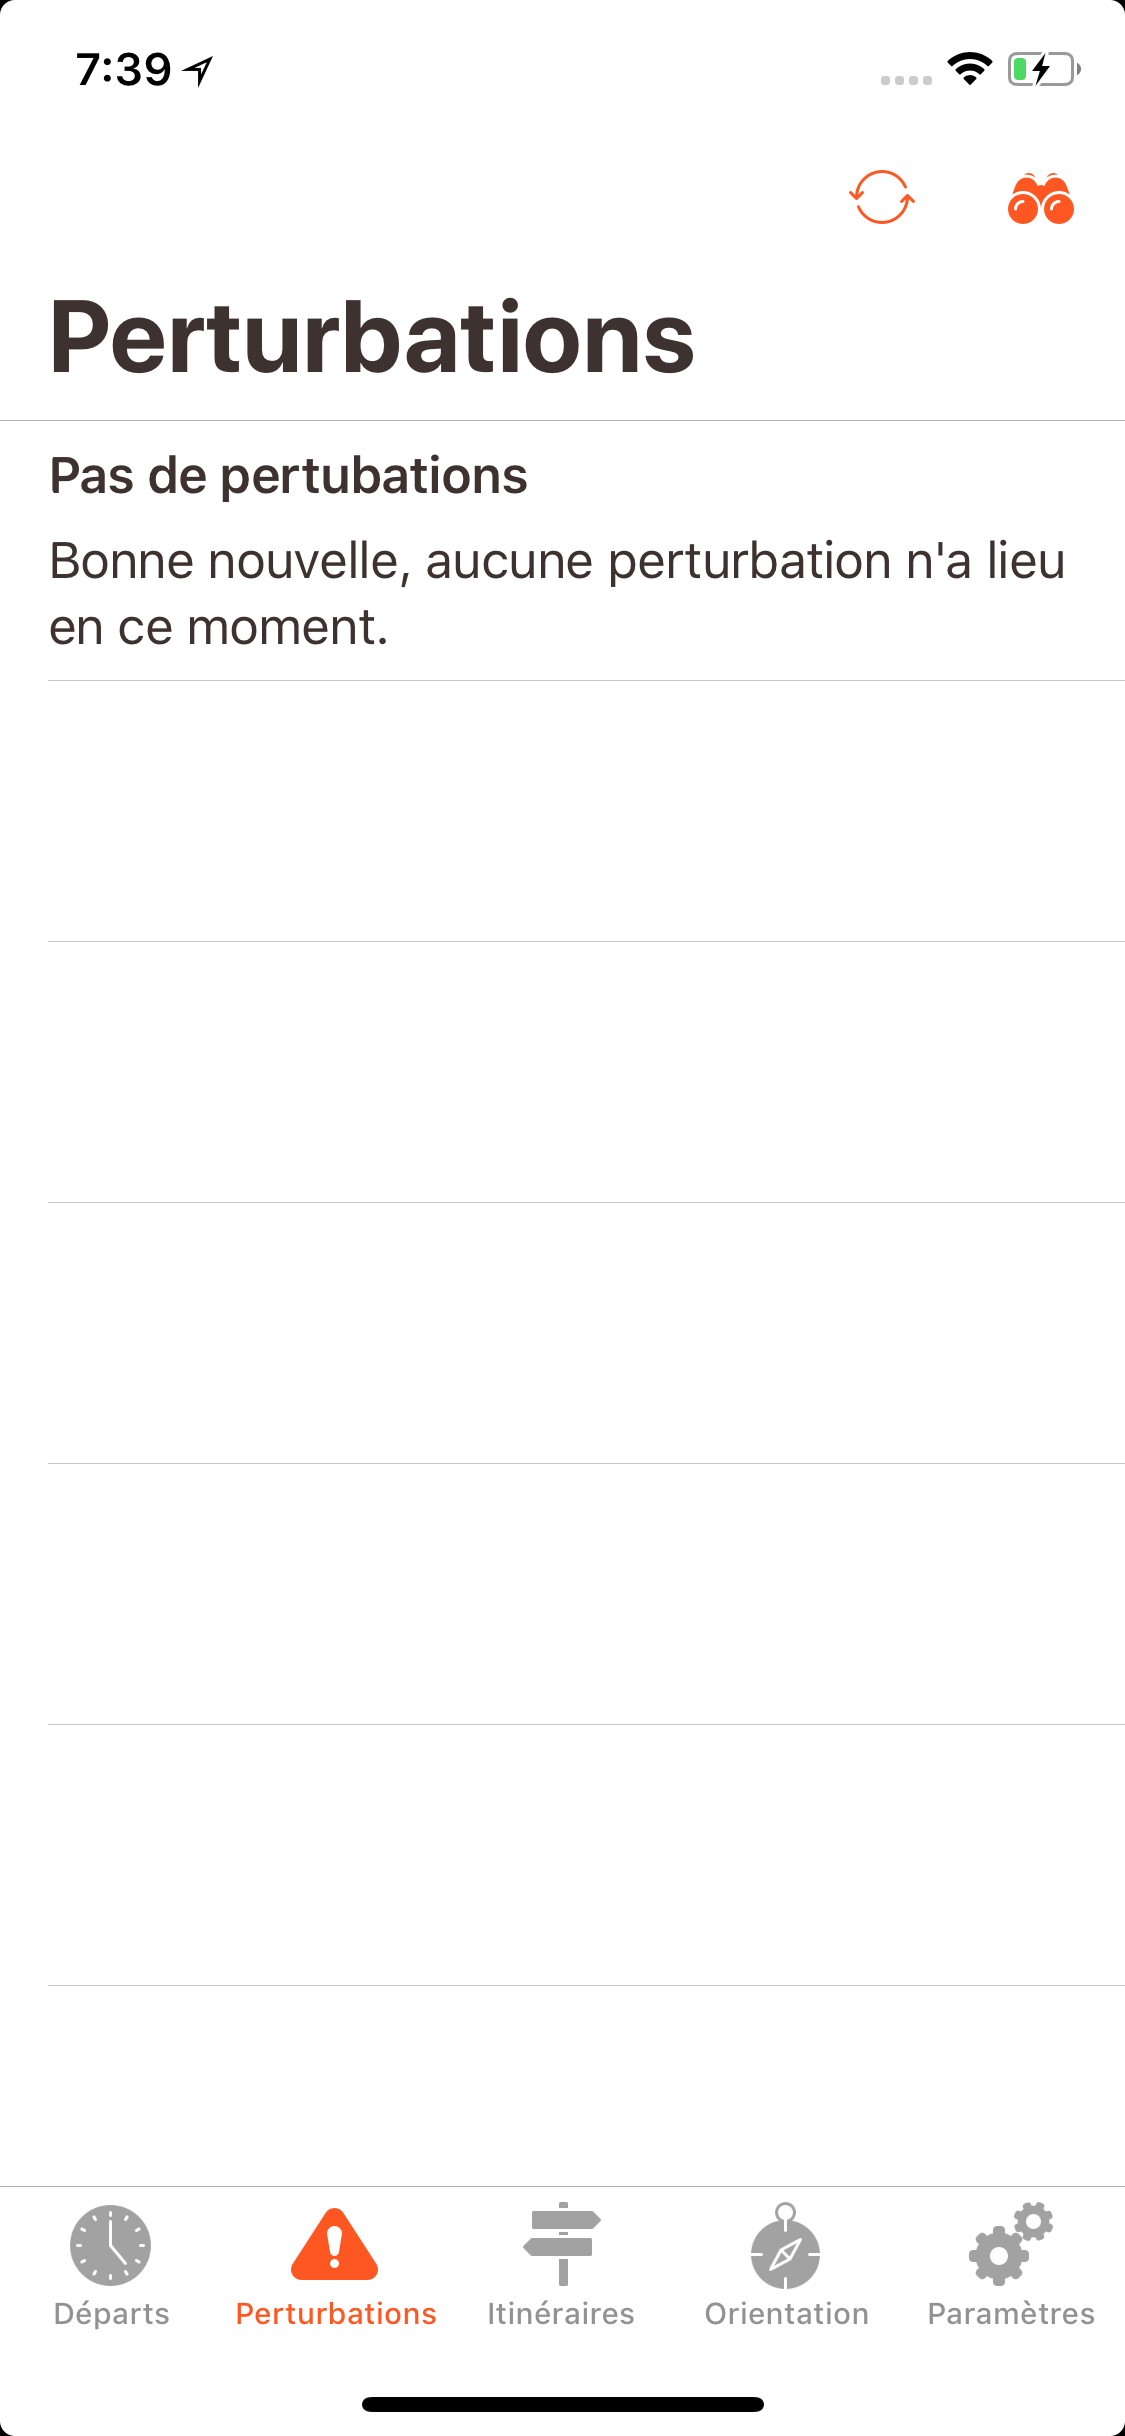 7:39
Perturbations
Pas de pertubations
Bonne nouvelle, aucune perturbation n'a lieu
en ce moment.
Départs
Perturbations
Itinéraires
Orientation
Paramètres